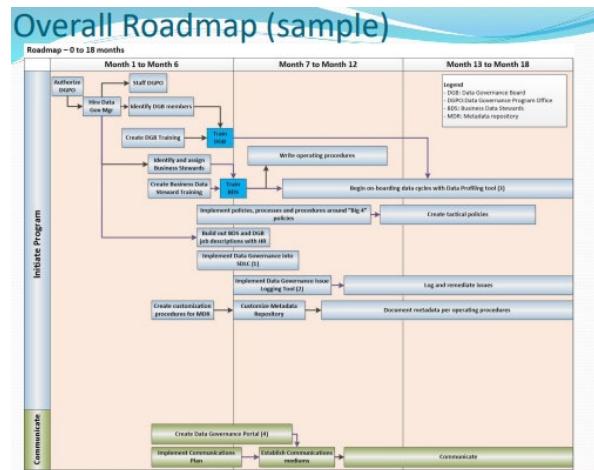 Overall Roadmap (sample)
Roadmap – 0 to 18 months
Month 1 to Month 6
Month 7 to Month 12
Month 13 to Month 18
Authorize
DGPO
Staff DGPO
Hire Data
Gov Mgr
Identify DGB members
Legend
- DGB: Data Governance Board
- DGPO:Data Governance Program Office
- BDS: Business Data Stewards
- MDR: Metadata repository
Create DGB Training
Train
DGB
Write operating procedures
Identify and assign
Business Stewards
Create Business Data
Steward Training
Train
BDS
Begin on-boarding data cycles with Data Profiling tool (3)
Implement policies, processes and procedures around "Big 4"
policies
Create tactical policies
Build out BDS and DGB
job descriptions with HR
Implement Data Governance into
SDLC (1)
Implement Data Governance Issue
Logging Tool (2)
Log and remediate issues
Create customization
procedures for MDR
Customize Metadata
Repository
Document metadata per operating procedures
Initiate Program
Create Data Governance Portal (4)
Implement Communications
Plan
Establish Communications
mediums
Communicate
Communicate